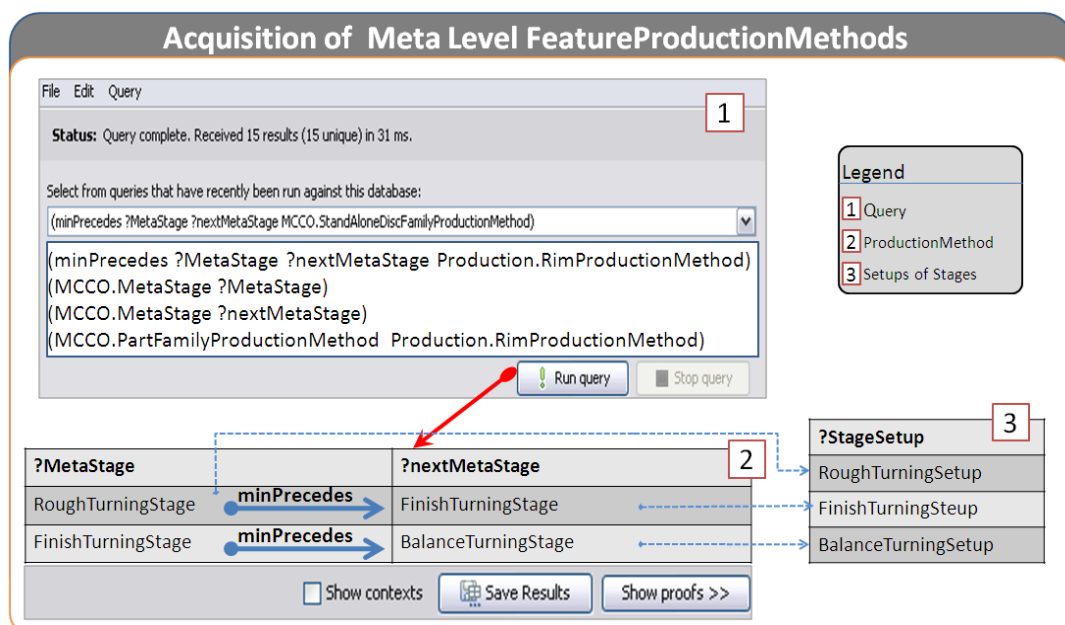 Acquisition of Meta Level FeatureProductionMethods
File Edit Query
1
Status: Query complete. Received 15 results (15 unique) in 31 ms.
Select from queries that have recently been run against this database:
(minPrecedes ?MetaStage ?nextMetaStage MCCO.StandAloneDiscFamilyProductionMethod)
(minPrecedes ?MetaStage ?nextMetaStage Production.RimProductionMethod)
(MCCO.MetaStage ?MetaStage)
(MCCO.MetaStage ?nextMetaStage)
(MCCO.PartFamilyProductionMethod Production.RimProductionMethod)
Run query Stop query
Legend
1 Query
2 ProductionMethod
3 Setups of Stages
?MetaStage ?nextMetaStage 2
RoughTurningStage minPrecedes FinishTurningStage
FinishTurningStage minPrecedes BalanceTurningStage
Show contexts Save Results Show proofs >>
?StageSetup 3
RoughTurningSetup
FinishTurningSteup
BalanceTurningSetup